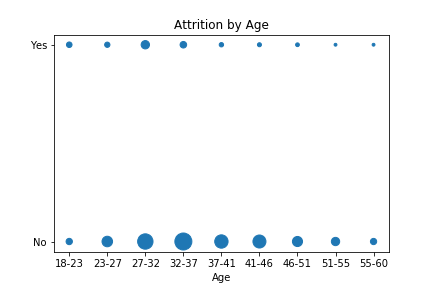 Attrition by Age
Yes
No
18-23 23-27 27-32 32-37 37-41 41-46 46-51 51-55 55-60
Age